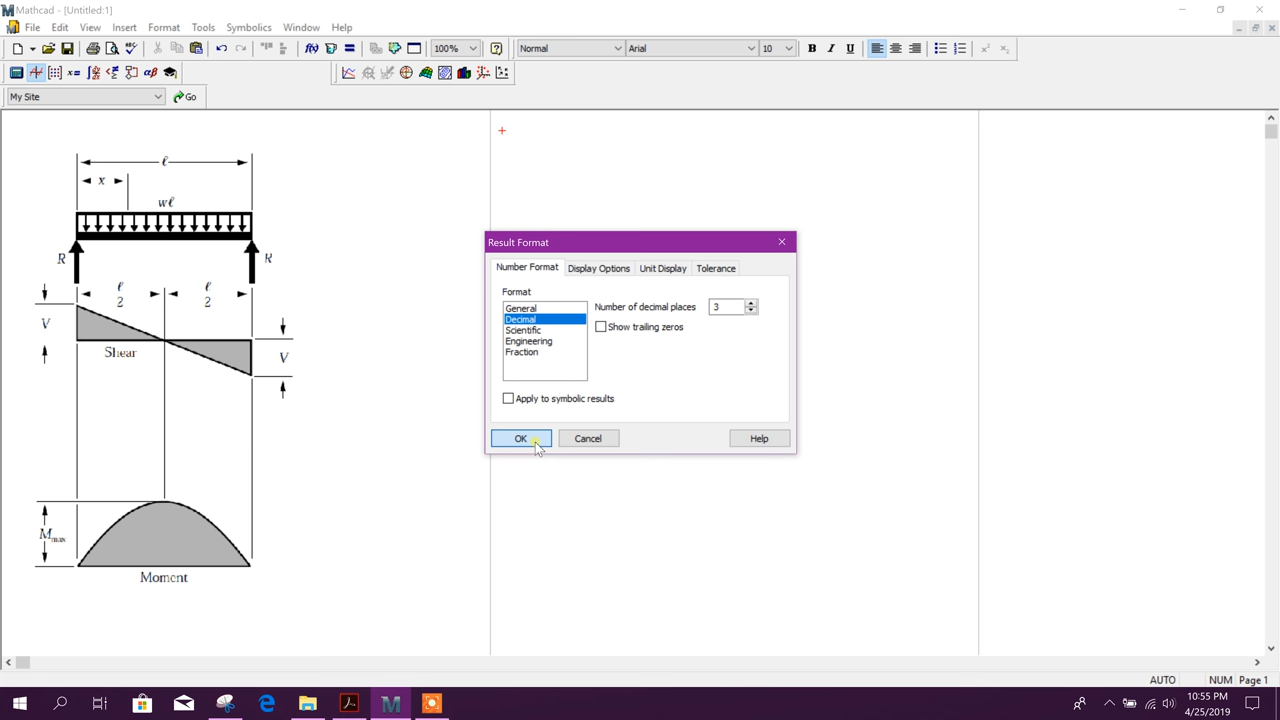 Mathcad - [Untitled:1]
File Edit View Insert Format Tools Symbolics Window Help
100% Normal Arial 10 B I U
My Site Go
ℓ
x
wℓ
R R
ℓ ℓ
2 2
V
Shear V
M max
Moment
Result Format
Number Format Display Options Unit Display Tolerance
Format
General
Decimal
Scientific
Engineering
Fraction
Number of decimal places 3
Show trailing zeros
Apply to symbolic results
OK Cancel Help
AUTO NUM Page 1
10:55 PM
4/25/2019